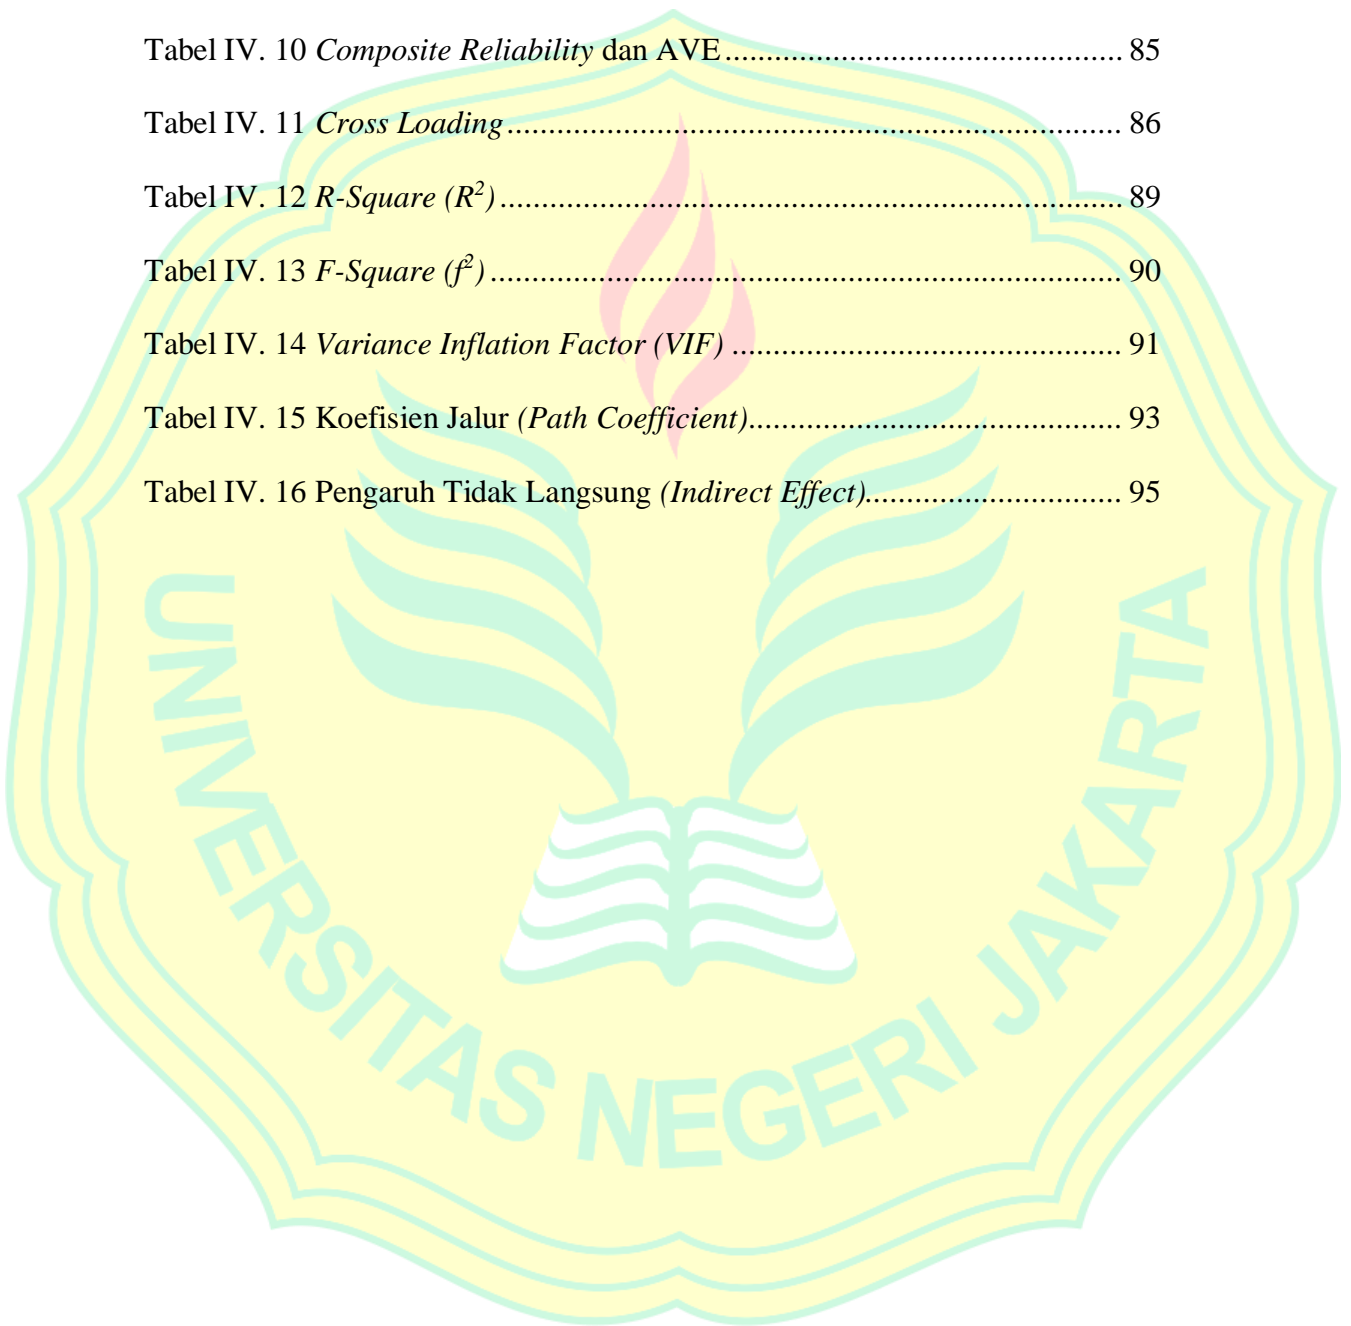 Tabel IV. 10 Composite Reliability dan AVE............................................... 85
Tabel IV. 11 Cross Loading......................................................................... 86
Tabel IV. 12 R-Square (R²).......................................................................... 89
Tabel IV. 13 F-Square (f²)........................................................................... 90
Tabel IV. 14 Variance Inflation Factor (VIF).............................................. 91
Tabel IV. 15 Koefisien Jalur (Path Coefficient)............................................ 93
Tabel IV. 16 Pengaruh Tidak Langsung (Indirect Effect)............................... 95
UNIVERSITAS NEGERI JAKARTA